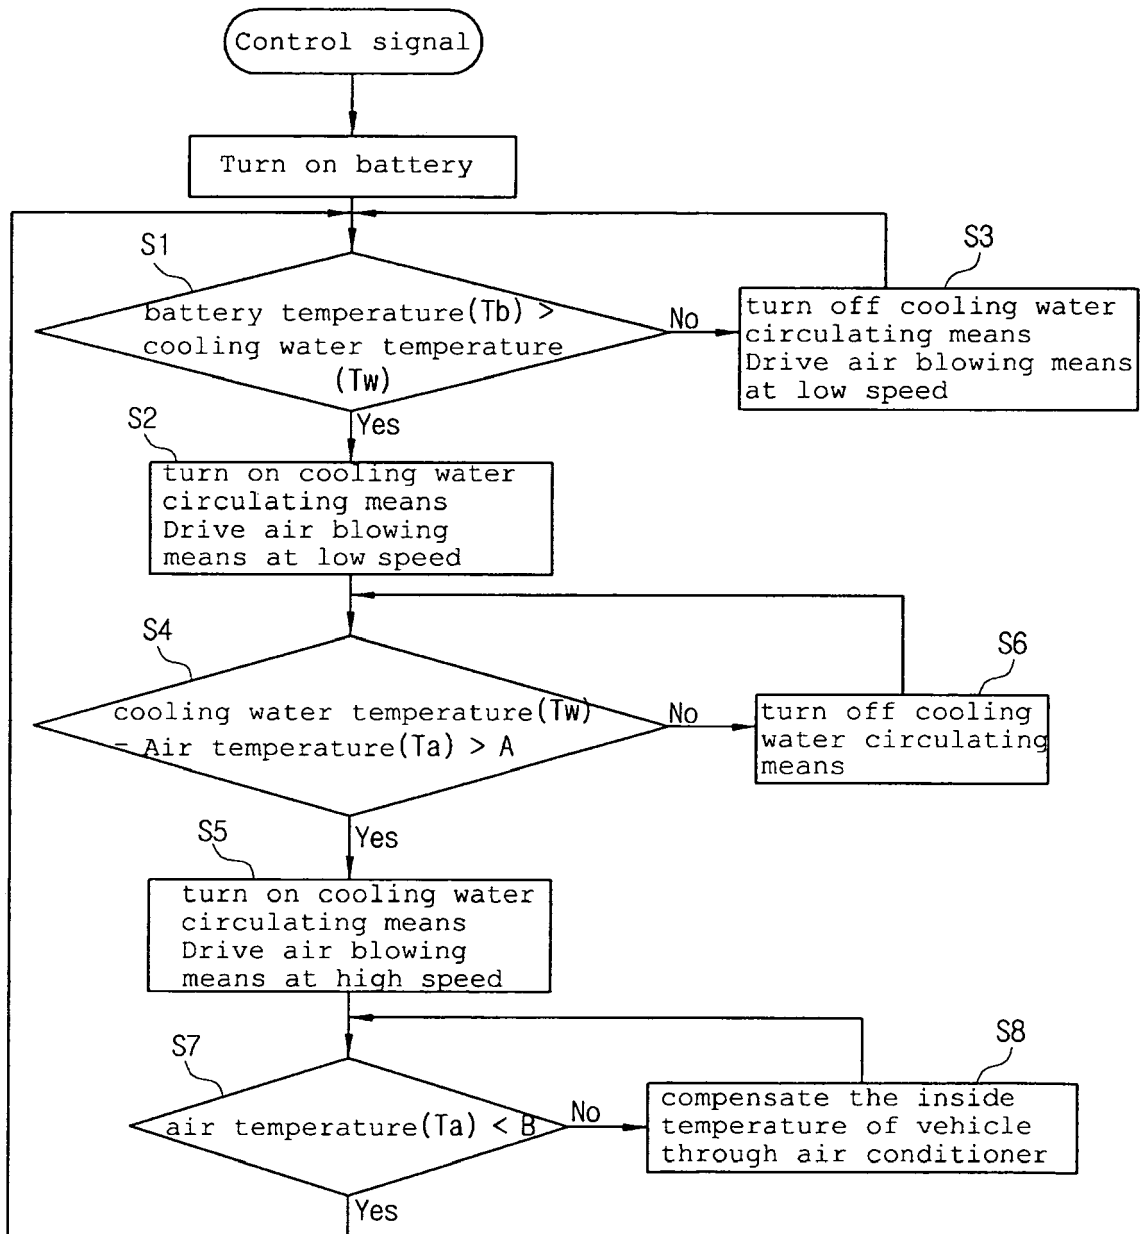 Control signal
Turn on battery
S1
battery temperature(Tb) >
cooling water temperature
(Tw)
No
S3
turn off cooling water
circulating means
Drive air blowing means
at low speed
Yes
S2
turn on cooling water
circulating means
Drive air blowing
means at low speed
S4
cooling water temperature(Tw)
- Air temperature(Ta) > A
No
S6
turn off cooling
water circulating
means
Yes
S5
turn on cooling water
circulating means
Drive air blowing
means at high speed
S7
air temperature(Ta) < B
No
S8
compensate the inside
temperature of vehicle
through air conditioner
Yes